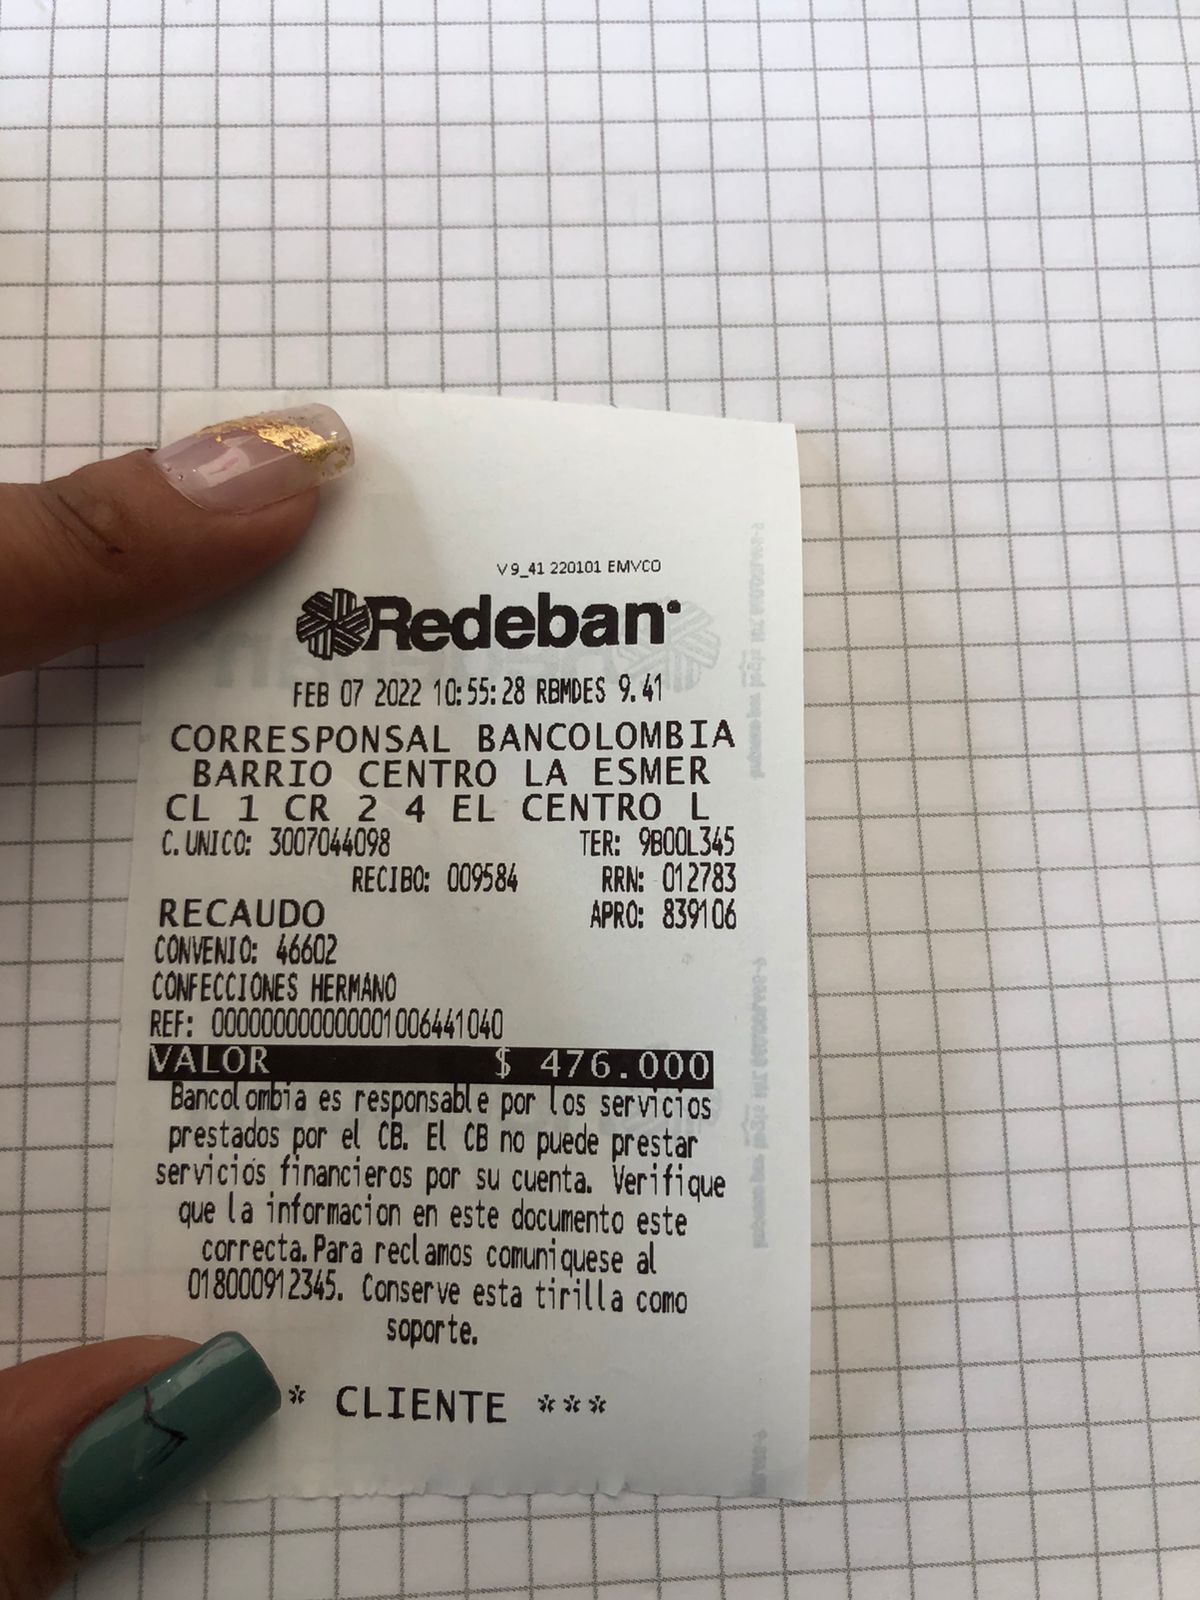 V 9_41 220101 EMVCO
Redeban
FEB 07 2022 10:55:28 RBMDES 9.41
CORRESPONSAL BANCOLOMBIA
BARRIO CENTRO LA ESMER
CL 1 CR 2 4 EL CENTRO L
C. UNICO: 3007044098 TER: 9B00L345
RECIBO: 009584 RRN: 012783
RECAUDO APRO: 839106
CONVENIO: 46602
CONFECCIONES HERMANO
REF: 00000000000001006441040
VALOR $ 476.000
Bancolombia es responsable por los servicios
prestados por el CB. El CB no puede prestar
servicios financieros por su cuenta. Verifique
que la informacion en este documento este
correcta. Para reclamos comuniquese al
018000912345. Conserve esta tirilla como
soporte.
* CLIENTE ***